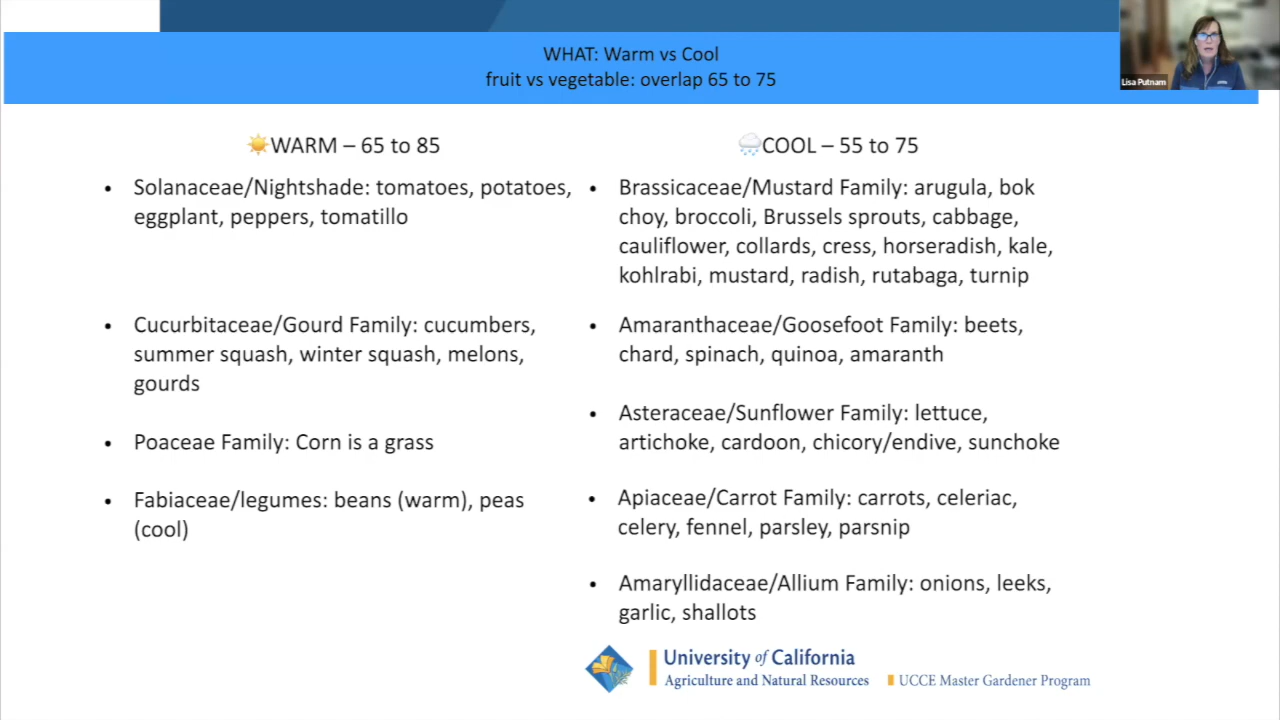 WHAT: Warm vs Cool
fruit vs vegetable: overlap 65 to 75
Lisa Putnam
WARM – 65 to 85
• Solanaceae/Nightshade: tomatoes, potatoes,
eggplant, peppers, tomatillo
• Cucurbitaceae/Gourd Family: cucumbers,
summer squash, winter squash, melons,
gourds
• Poaceae Family: Corn is a grass
• Fabiaceae/legumes: beans (warm), peas
(cool)
COOL – 55 to 75
• Brassicaceae/Mustard Family: arugula, bok
choy, broccoli, Brussels sprouts, cabbage,
cauliflower, collards, cress, horseradish, kale,
kohlrabi, mustard, radish, rutabaga, turnip
• Amaranthaceae/Goosefoot Family: beets,
chard, spinach, quinoa, amaranth
• Asteraceae/Sunflower Family: lettuce,
artichoke, cardoon, chicory/endive, sunchoke
• Apiaceae/Carrot Family: carrots, celeriac,
celery, fennel, parsley, parsnip
• Amaryllidaceae/Allium Family: onions, leeks,
garlic, shallots
University of California
Agriculture and Natural Resources
UCCE Master Gardener Program